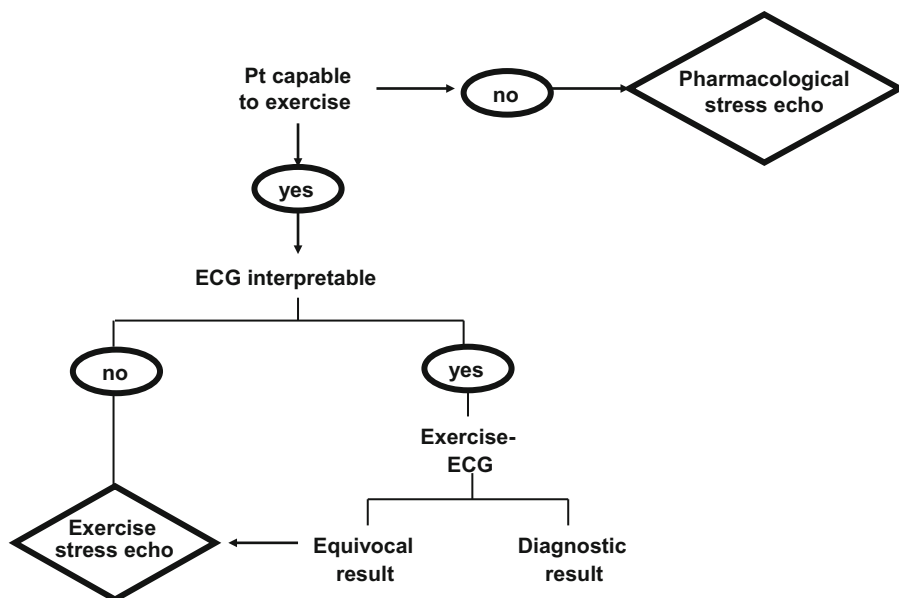 Pt capable
to exercise
no
Pharmacological
stress echo
yes
ECG interpretable
no
yes
Exercise-
ECG
Exercise
stress echo
Equivocal
result
Diagnostic
result